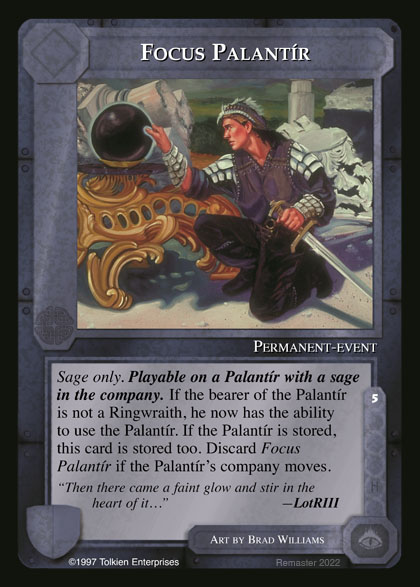 Focus Palantír
Permanent-event
Sage only. Playable on a Palantír with a sage
in the company. If the bearer of the Palantír
is not a Ringwraith, he now has the ability
to use the Palantír. If the Palantír is stored,
this card is stored too. Discard Focus
Palantír if the Palantír's company moves.
5
“Then there came a faint glow and stir in the
heart of it…” —LotRIII
H
Art by Brad Williams
©1997 Tolkien Enterprises
Remaster 2022